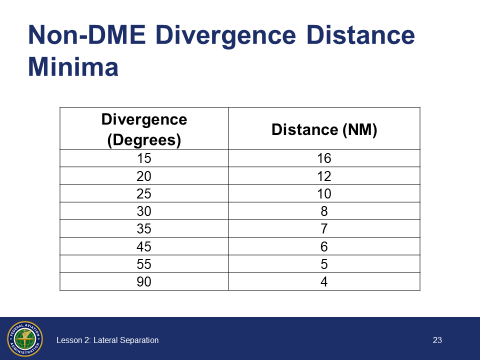 Non-DME Divergence Distance
Minima
Divergence
(Degrees)
Distance (NM)
15 16
20 12
25 10
30 8
35 7
45 6
55 5
90 4
Lesson 2: Lateral Separation
23